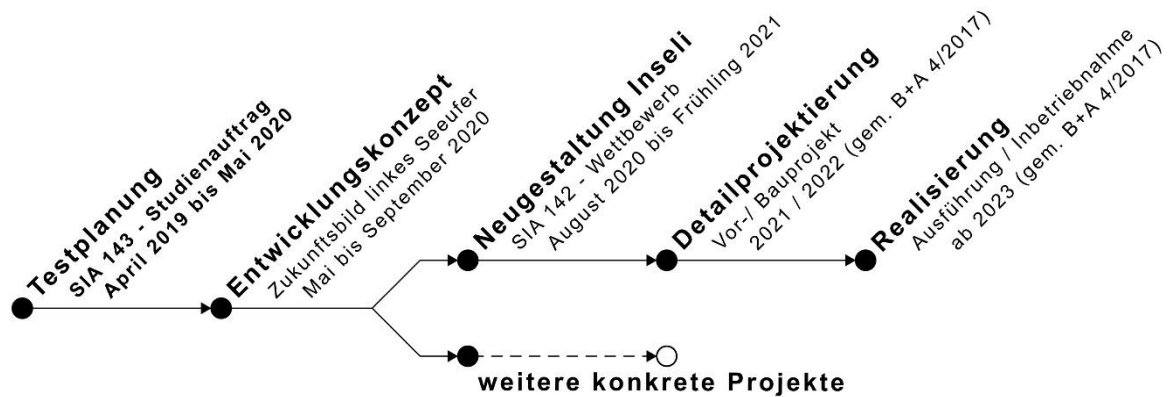 Testplanung
SIA 143 - Studienauftrag
April 2019 bis Mai 2020
Entwicklungskonzept
Zukunftsbild linkes Seeufer
Mai bis September 2020
Neugestaltung Inseli
SIA 142 - Wettbewerb
August 2020 bis Frühling 2021
Detailprojektierung
Vor-/ Bauprojekt
2021 / 2022 (gem. B+A 4/2017)
Realisierung
Ausführung / Inbetriebnahme
ab 2023 (gem. B+A 4/2017)
weitere konkrete Projekte